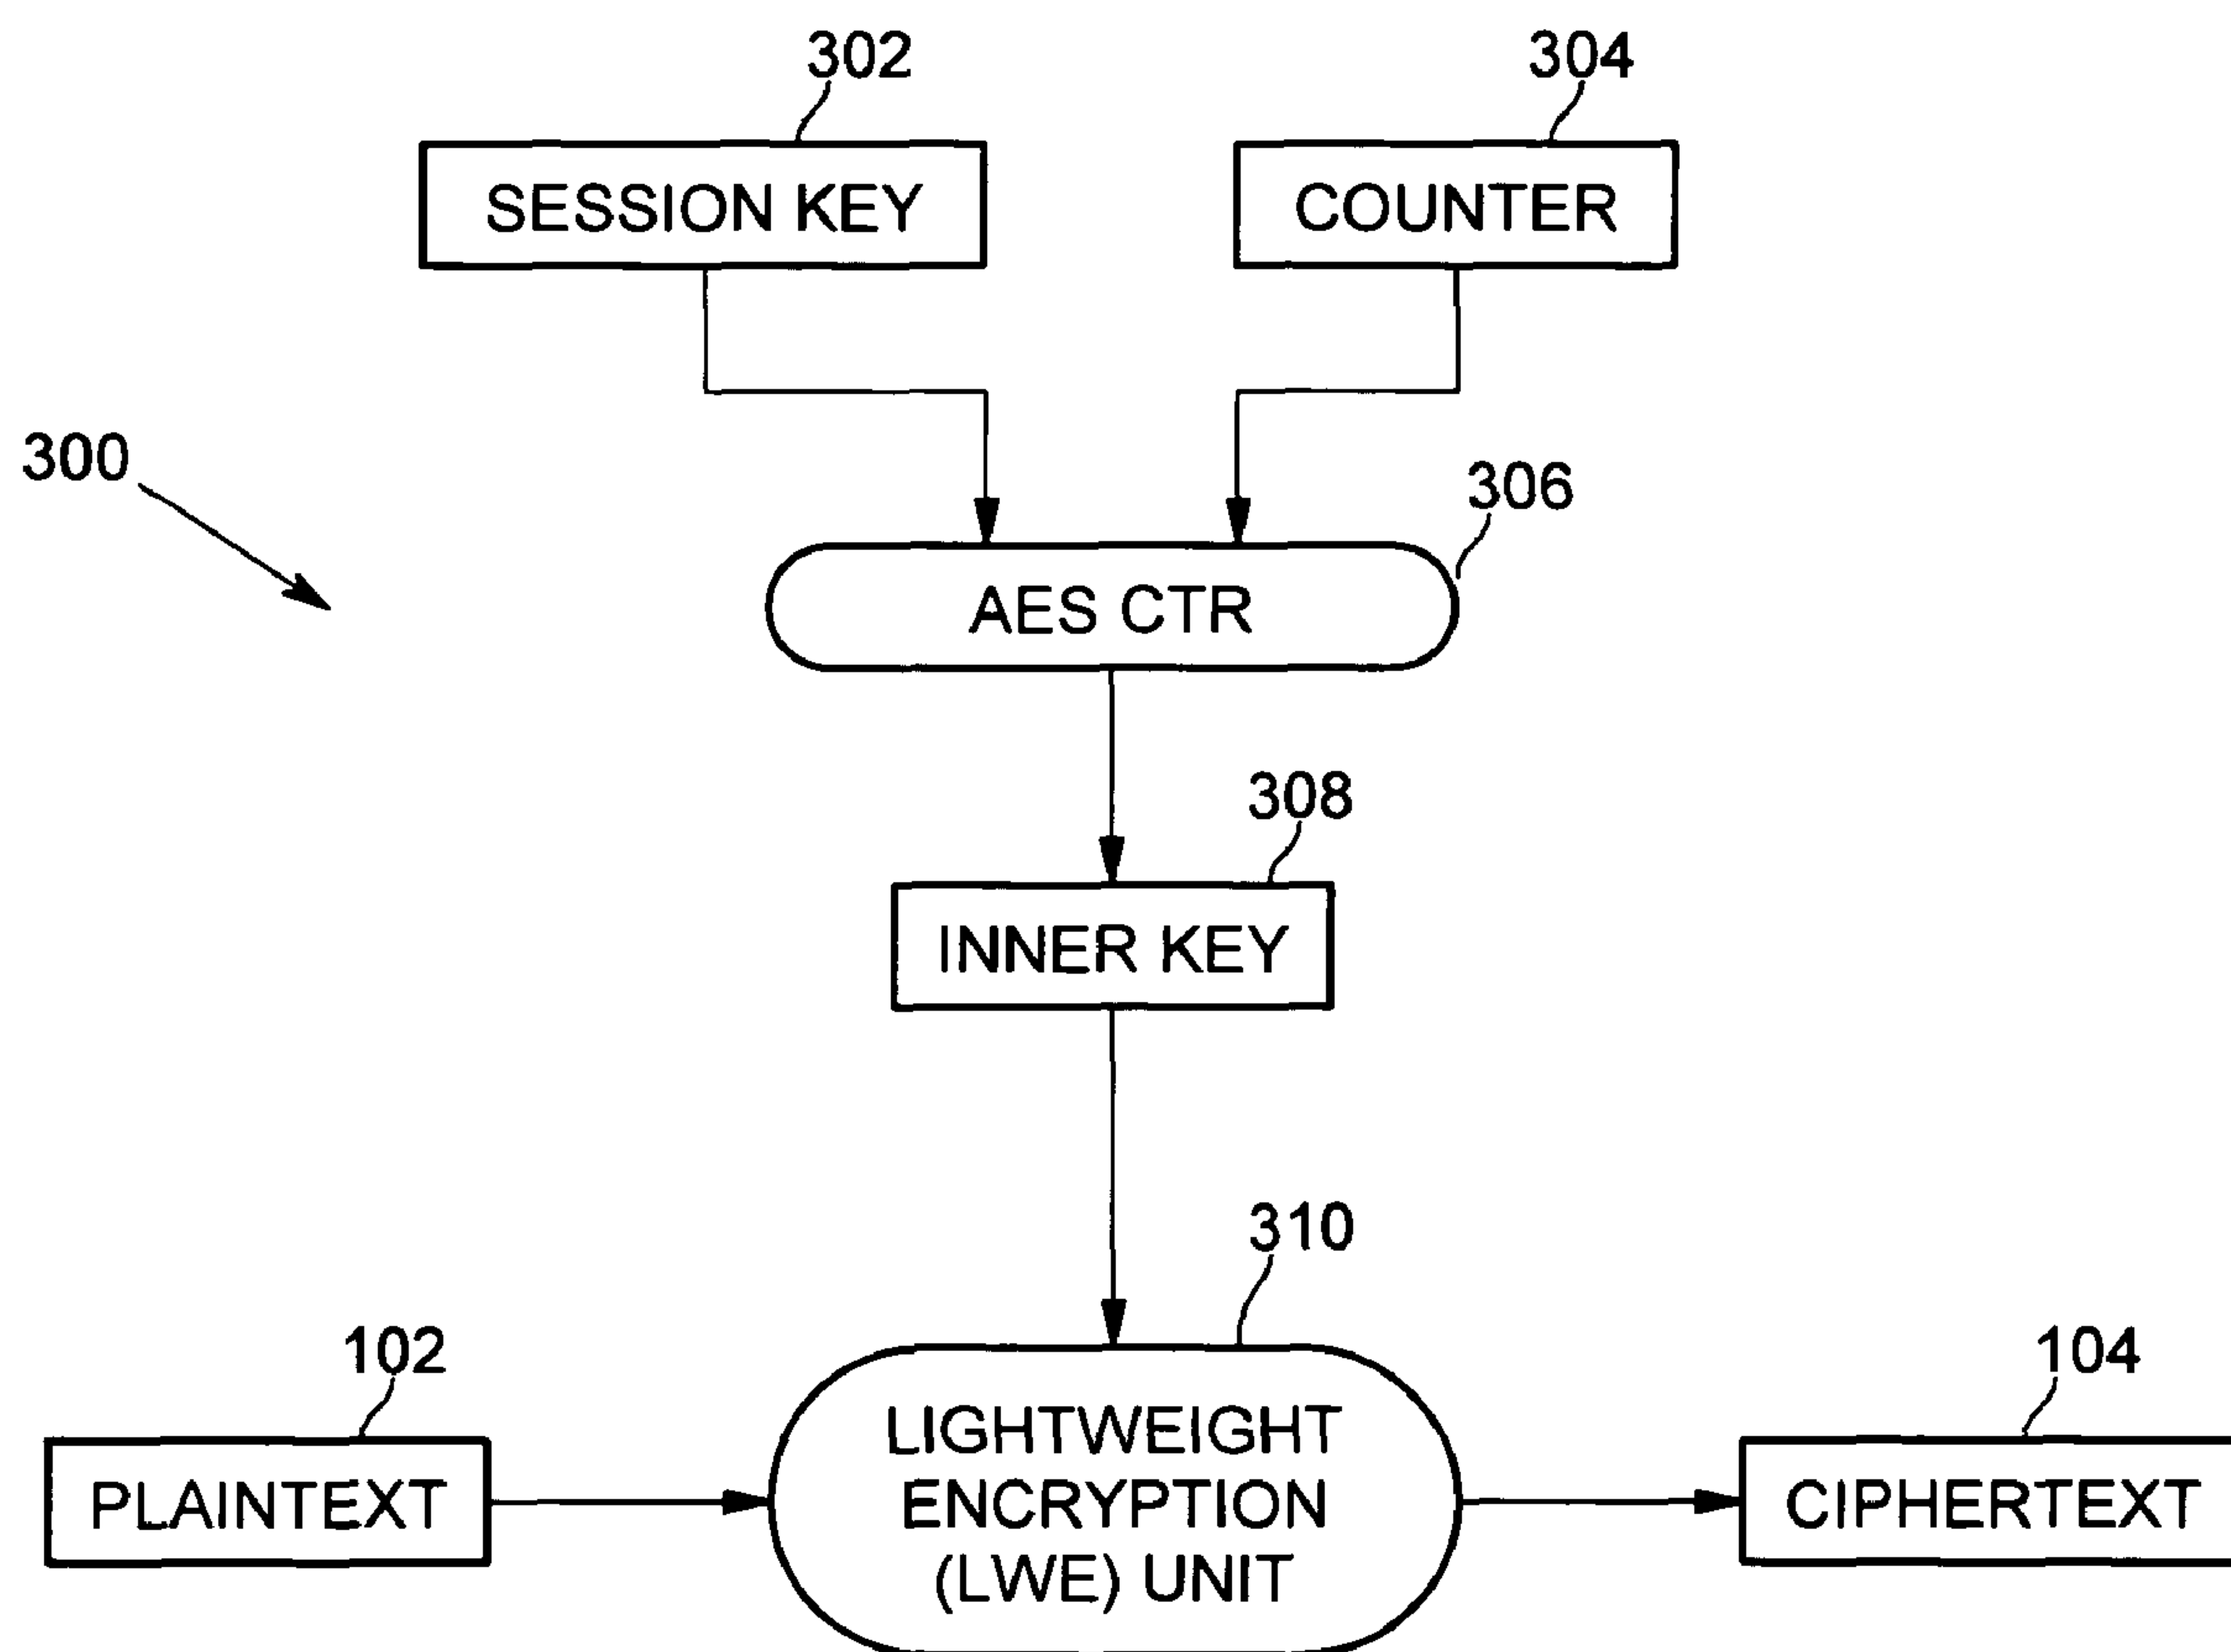 302
304
SESSION KEY
COUNTER
300
306
AES CTR
308
INNER KEY
310
102
104
PLAINTEXT
LIGHTWEIGHT
ENCRYPTION
(LWE) UNIT
CIPHERTEXT